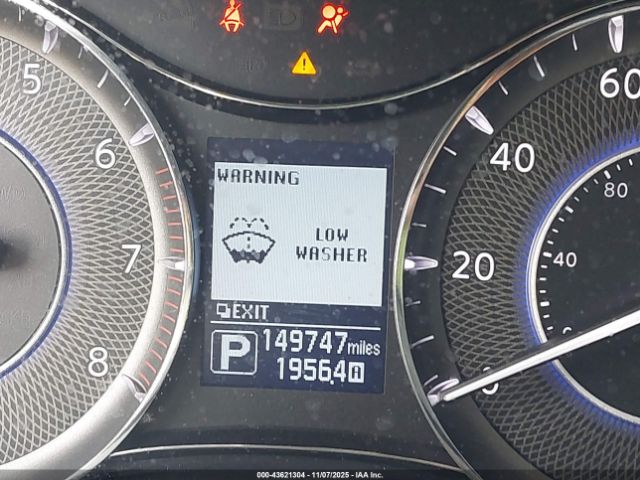 5
6
7
8
WARNING
LOW
WASHER
EXIT
P
149747 miles
1956.4 A
60
40
20
0
80
40
000-43621304 - 11/07/2025 - IAA Inc.